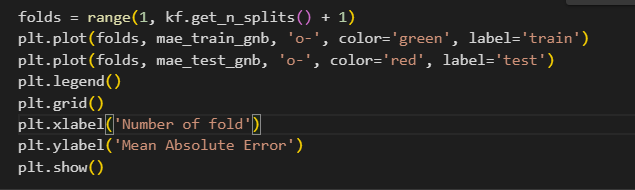 folds = range(1, kf.get_n_splits() + 1)
plt.plot(folds, mae_train_gnb, 'o-', color='green', label='train')
plt.plot(folds, mae_test_gnb, 'o-', color='red', label='test')
plt.legend()
plt.grid()
plt.xlabel('Number of fold')
plt.ylabel('Mean Absolute Error')
plt.show()